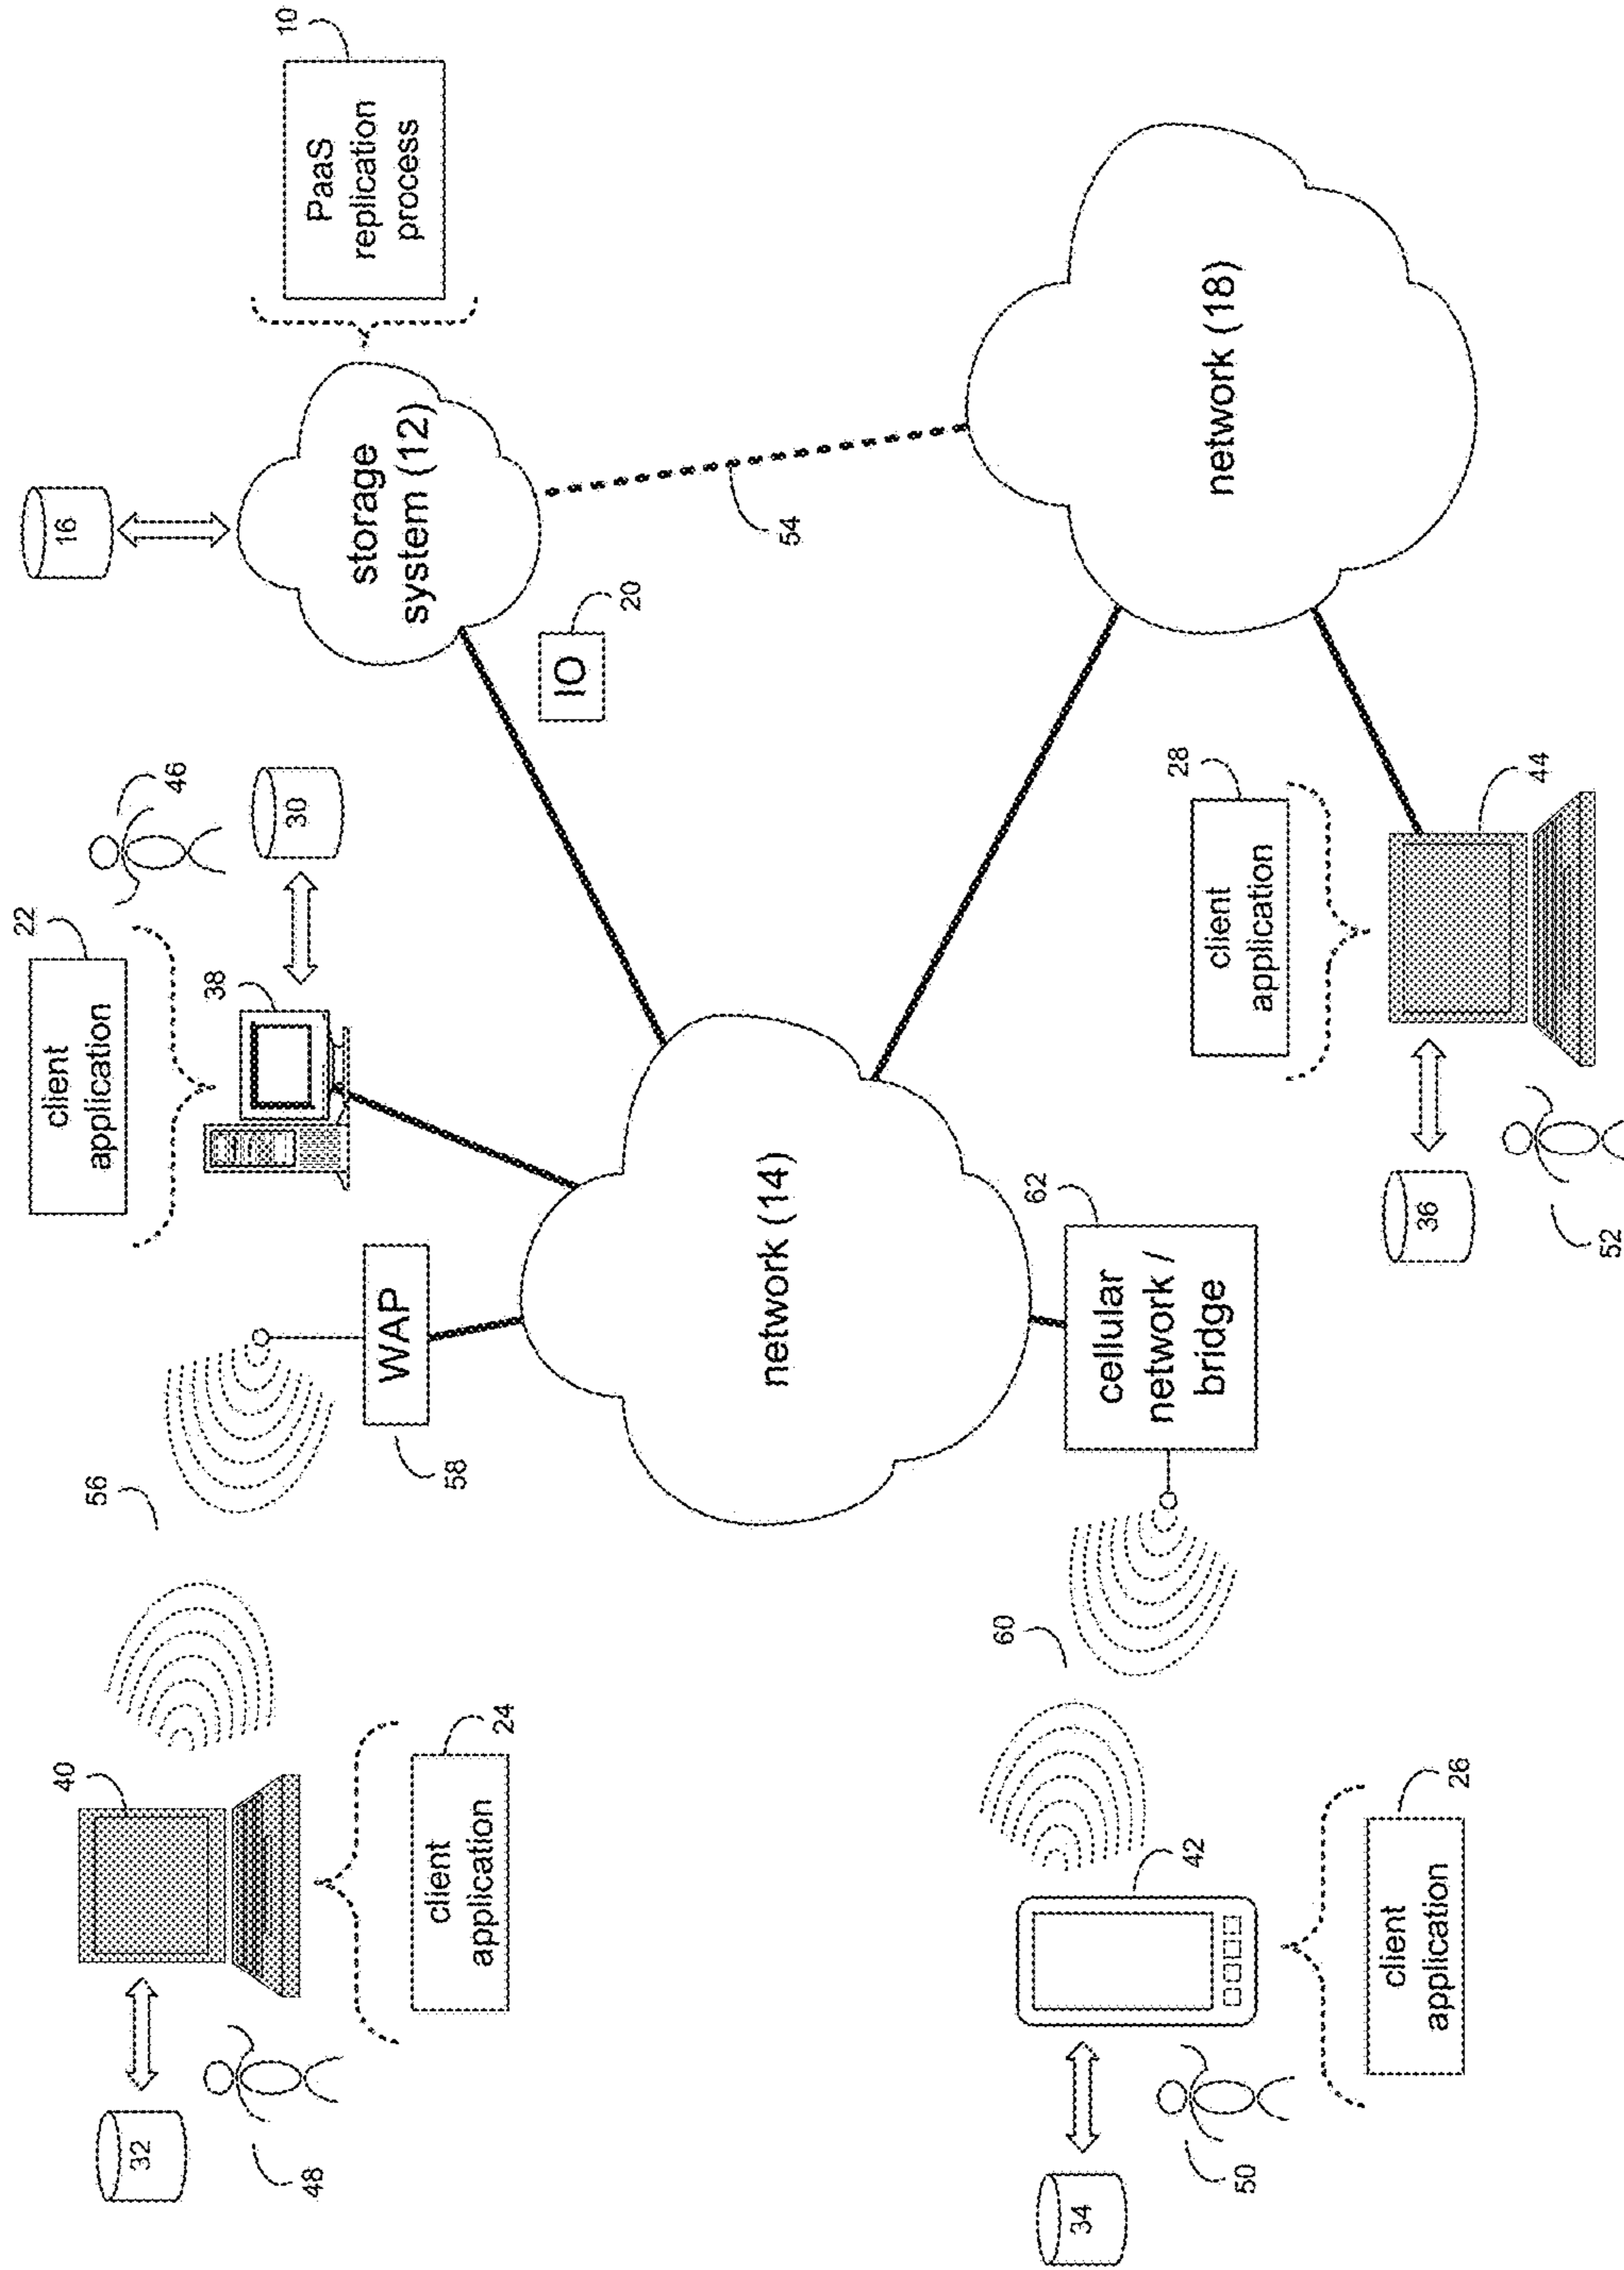 22
16
40
56
client
application
32
46
38
10
30
48
PaaS
replication
process
WAP
storage
system (12)
58
24
client
application
IO
20
network (14)
54
60
62
34
cellular
network /
bridge
42
50
28
network (18)
client
application
client
application
36
26
44
52